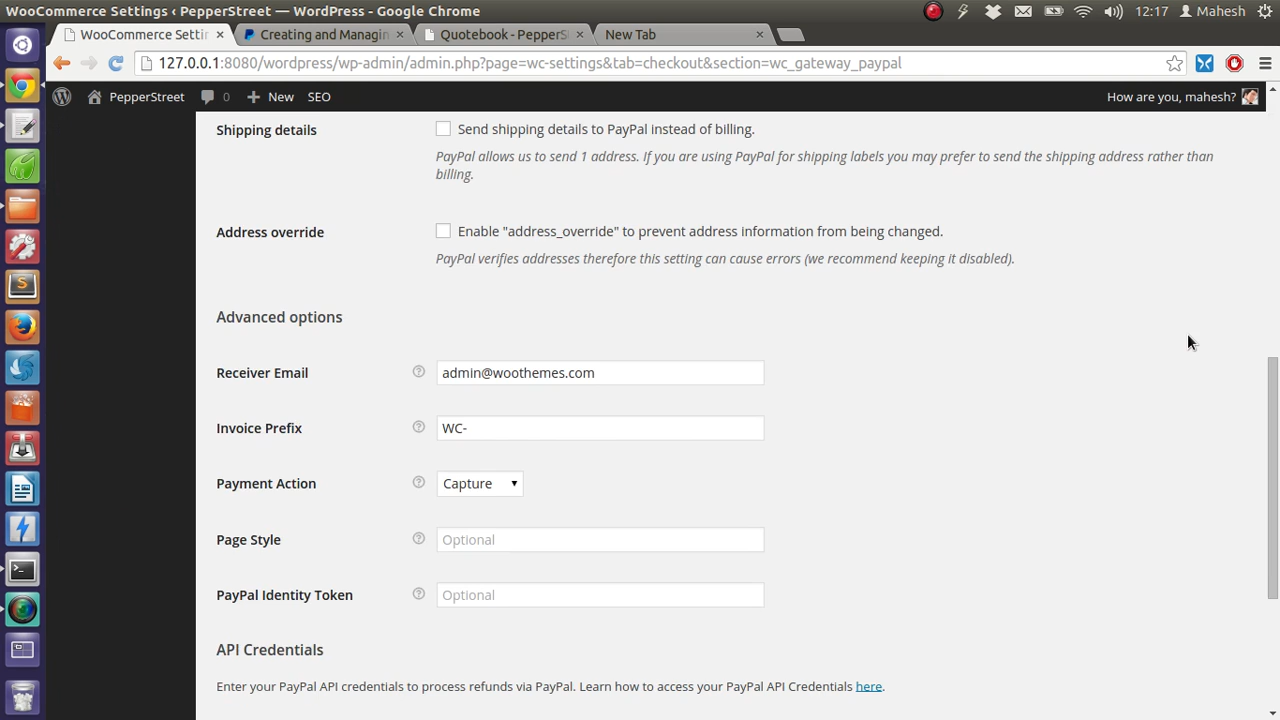 WooCommerce Settings ‹ PepperStreet — WordPress - Google Chrome
12:17
Mahesh
WooCommerce Settin
Creating and Managin
Quotebook - PepperS
New Tab
127.0.0.1:8080/wordpress/wp-admin/admin.php?page=wc-settings&tab=checkout&section=wc_gateway_paypal
PepperStreet
0
New
SEO
How are you, mahesh?
Shipping details
Send shipping details to PayPal instead of billing.
PayPal allows us to send 1 address. If you are using PayPal for shipping labels you may prefer to send the shipping address rather than
billing.
Address override
Enable "address_override" to prevent address information from being changed.
PayPal verifies addresses therefore this setting can cause errors (we recommend keeping it disabled).
Advanced options
Receiver Email
admin@woothemes.com
Invoice Prefix
WC-
Payment Action
Capture
Page Style
Optional
PayPal Identity Token
Optional
API Credentials
Enter your PayPal API credentials to process refunds via PayPal. Learn how to access your PayPal API Credentials here.